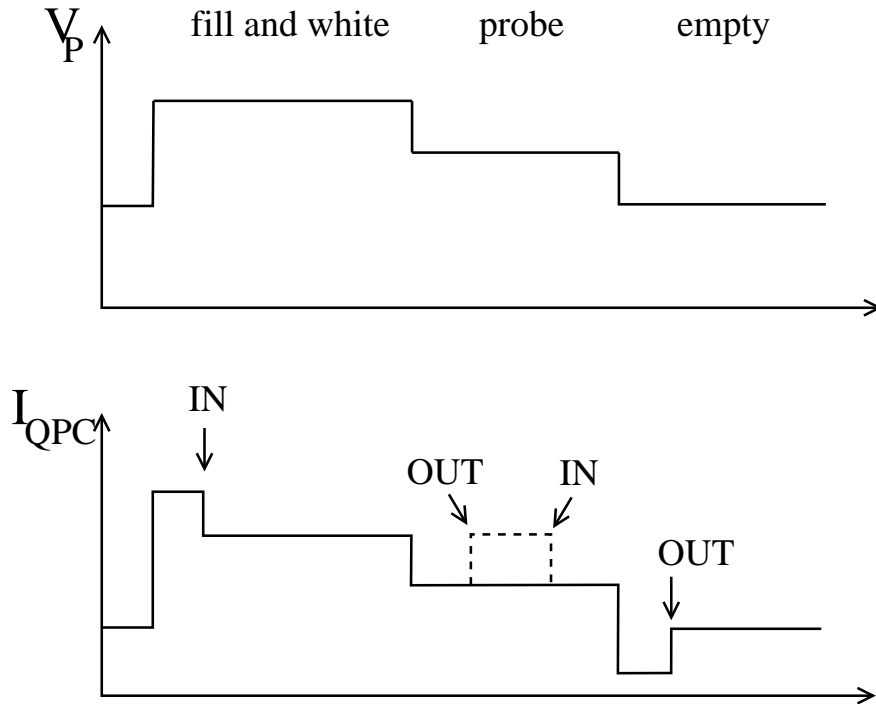 V_P
fill and white
probe
empty
I_QPC
IN
OUT
IN
OUT